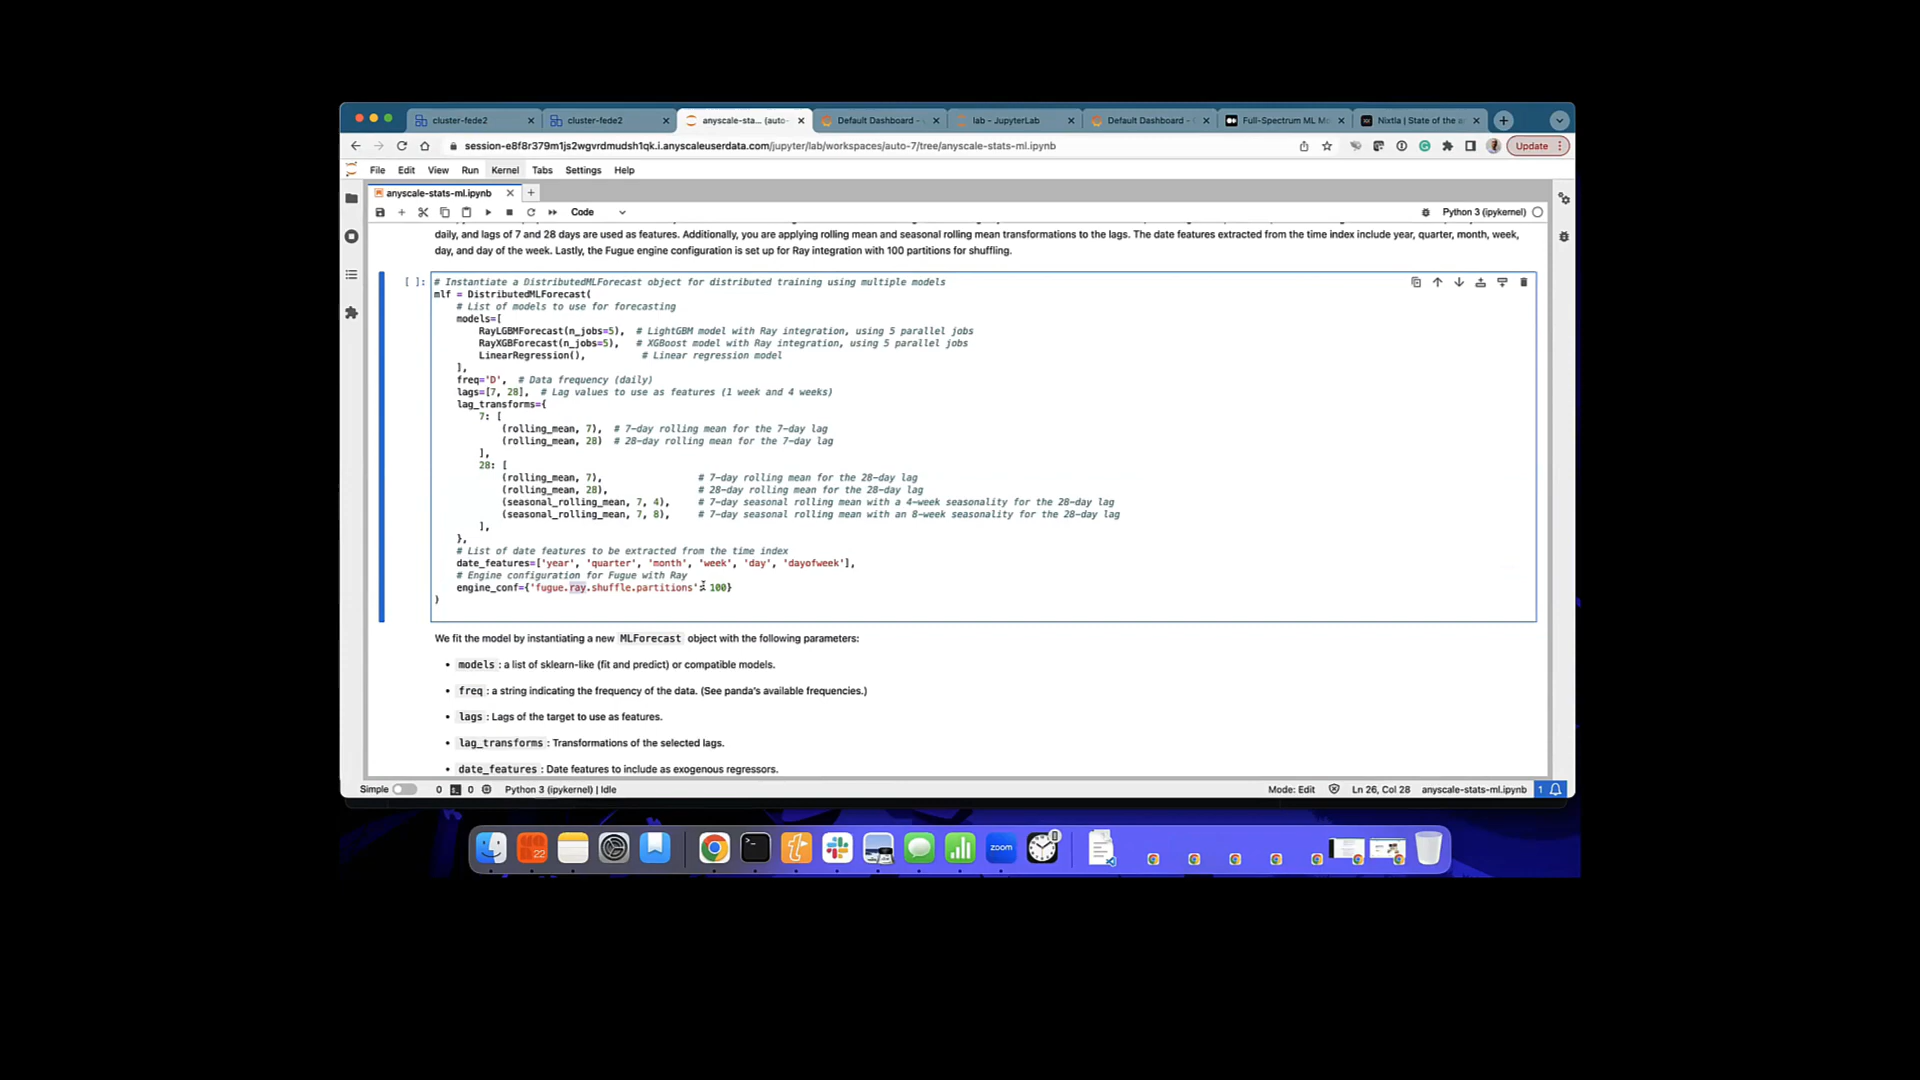 cluster-fede2
cluster-fede2
anyscale-sta... (auto-
Default Dashboard -
lab - JupyterLab
Default Dashboard -
Full-Spectrum ML M
Nixtla | State of the a
session-e8f8r379m1js2wgvrdmudsh1qk.i.anyscaleuserdata.com/jupyter/lab/workspaces/auto-7/tree/anyscale-stats-ml.ipynb
Update
File Edit View Run Kernel Tabs Settings Help
anyscale-stats-ml.ipynb
Code
Python 3 (ipykernel)
daily, and lags of 7 and 28 days are used as features. Additionally, you are applying rolling mean and seasonal rolling mean transformations to the lags. The date features extracted from the time index include year, quarter, month, week,
day, and day of the week. Lastly, the Fugue engine configuration is set up for Ray integration with 100 partitions for shuffling.
[ ]:
# Instantiate a DistributedMLForecast object for distributed training using multiple models
mlf = DistributedMLForecast(
# List of models to use for forecasting
models=[
RayLGBMForecast(n_jobs=5), # LightGBM model with Ray integration, using 5 parallel jobs
RayXGBForecast(n_jobs=5), # XGBoost model with Ray integration, using 5 parallel jobs
LinearRegression(), # Linear regression model
],
freq='D', # Data frequency (daily)
lags=[7, 28], # Lag values to use as features (1 week and 4 weeks)
lag_transforms={
7: [
(rolling_mean, 7), # 7-day rolling mean for the 7-day lag
(rolling_mean, 28) # 28-day rolling mean for the 7-day lag
],
28: [
(rolling_mean, 7), # 7-day rolling mean for the 28-day lag
(rolling_mean, 28), # 28-day rolling mean for the 28-day lag
(seasonal_rolling_mean, 7, 4), # 7-day seasonal rolling mean with a 4-week seasonality for the 28-day lag
(seasonal_rolling_mean, 7, 8), # 7-day seasonal rolling mean with an 8-week seasonality for the 28-day lag
],
},
# List of date features to be extracted from the time index
date_features=['year', 'quarter', 'month', 'week', 'day', 'dayofweek'],
# Engine configuration for Fugue with Ray
engine_conf={'fugue.ray.shuffle.partitions': 100}
)
We fit the model by instantiating a new MLForecast object with the following parameters:
• models : a list of sklearn-like (fit and predict) or compatible models.
• freq : a string indicating the frequency of the data. (See panda's available frequencies.)
• lags : Lags of the target to use as features.
• lag_transforms : Transformations of the selected lags.
• date_features : Date features to include as exogenous regressors.
Simple 0 0 Python 3 (ipykernel) | Idle
Mode: Edit Ln 26, Col 28 anyscale-stats-ml.ipynb 1
22
zoom